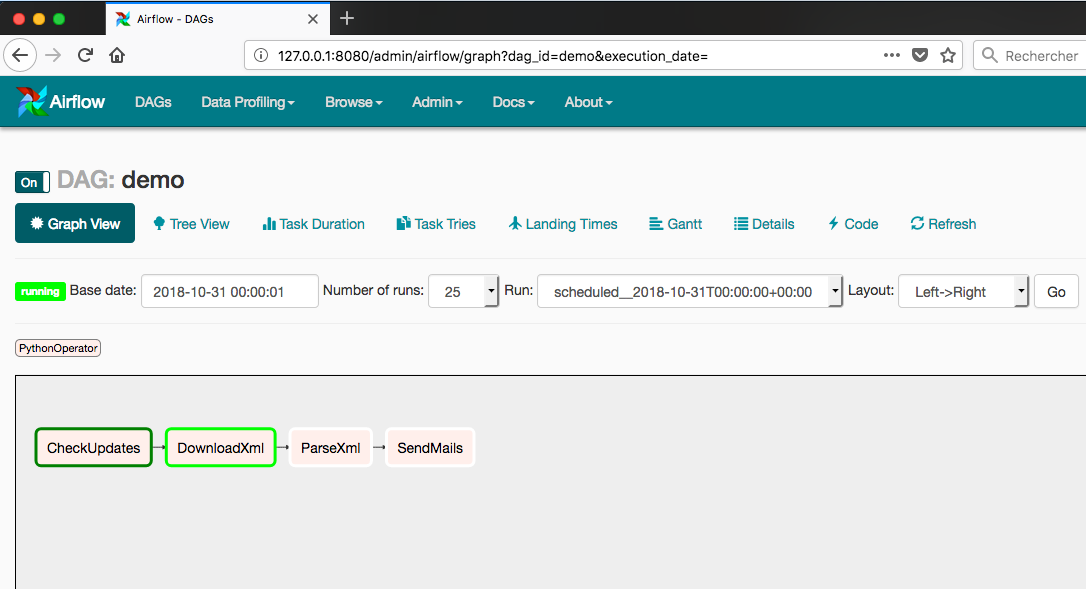 Airflow - DAGs
127.0.0.1:8080/admin/airflow/graph?dag_id=demo&execution_date=
Rechercher
Airflow DAGs Data Profiling Browse Admin Docs About
On DAG: demo
Graph View Tree View Task Duration Task Tries Landing Times Gantt Details Code Refresh
running Base date: 2018-10-31 00:00:01 Number of runs: 25 Run: scheduled__2018-10-31T00:00:00+00:00 Layout: Left->Right Go
PythonOperator
CheckUpdates DownloadXml ParseXml SendMails